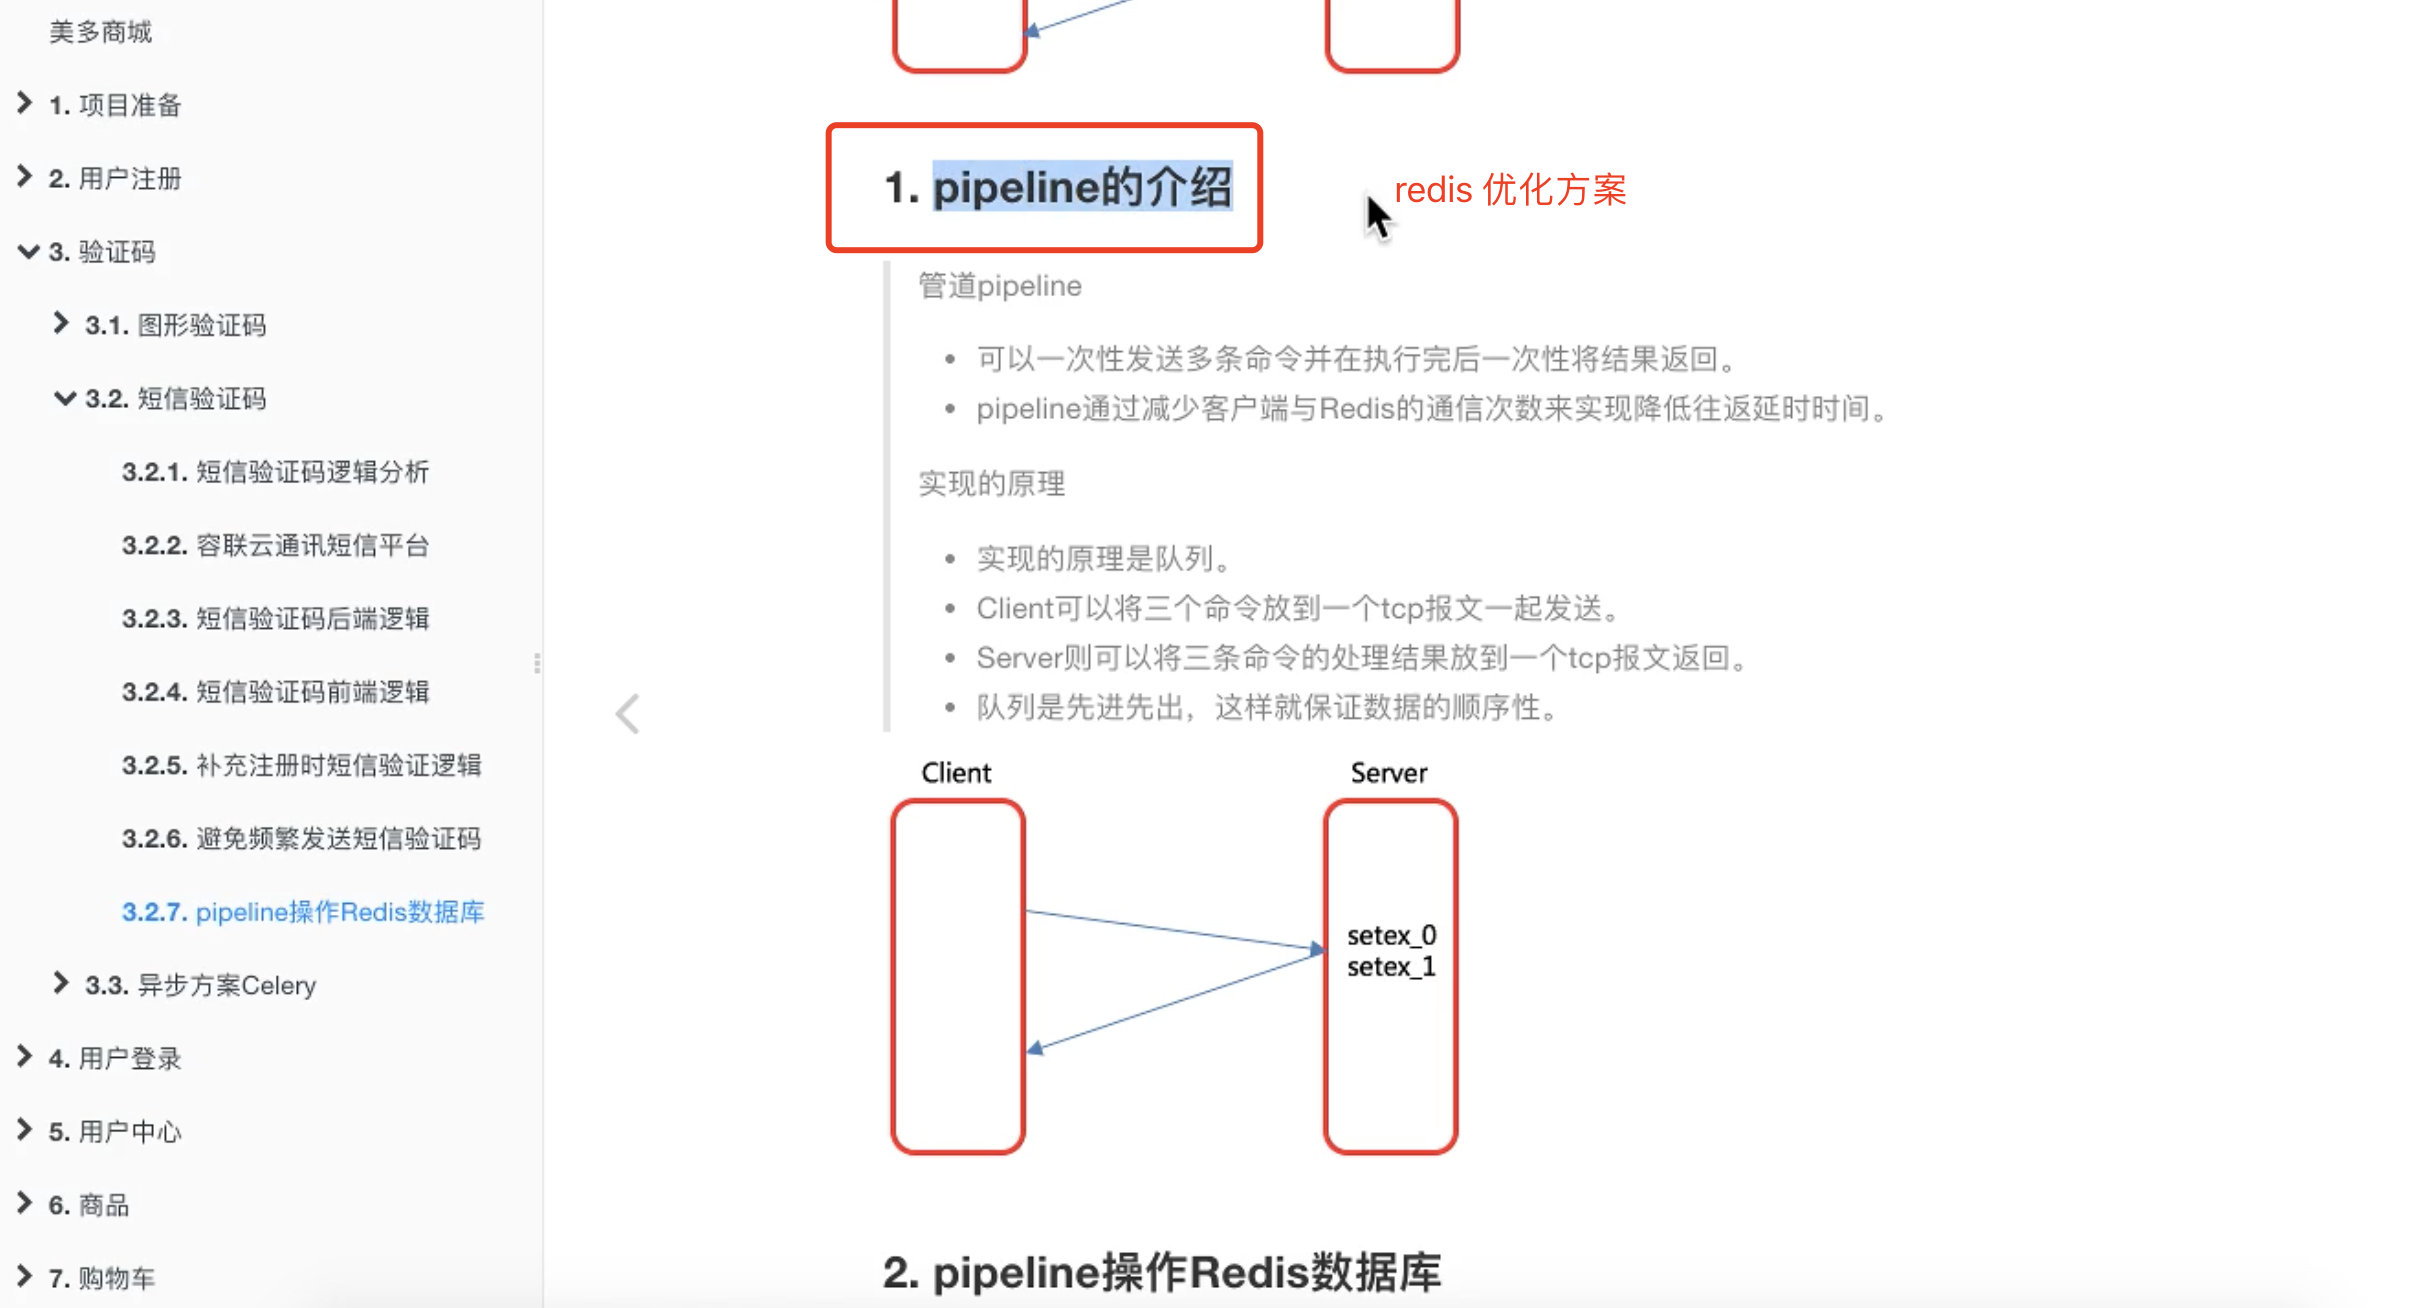 美多商城
1. 项目准备
2. 用户注册
3. 验证码
3.1. 图形验证码
3.2. 短信验证码
3.2.1. 短信验证码逻辑分析
3.2.2. 容联云通讯短信平台
3.2.3. 短信验证码后端逻辑
3.2.4. 短信验证码前端逻辑
3.2.5. 补充注册时短信验证逻辑
3.2.6. 避免频繁发送短信验证码
3.2.7. pipeline操作Redis数据库
3.3. 异步方案Celery
4. 用户登录
5. 用户中心
6. 商品
7. 购物车
1. pipeline的介绍
redis 优化方案
管道pipeline
• 可以一次性发送多条命令并在执行完后一次性将结果返回。
• pipeline通过减少客户端与Redis的通信次数来实现降低往返延时时间。
实现的原理
• 实现的原理是队列。
• Client可以将三个命令放到一个tcp报文一起发送。
• Server则可以将三条命令的处理结果放到一个tcp报文返回。
• 队列是先进先出，这样就保证数据的顺序性。
Client
Server
setex_0
setex_1
2. pipeline操作Redis数据库